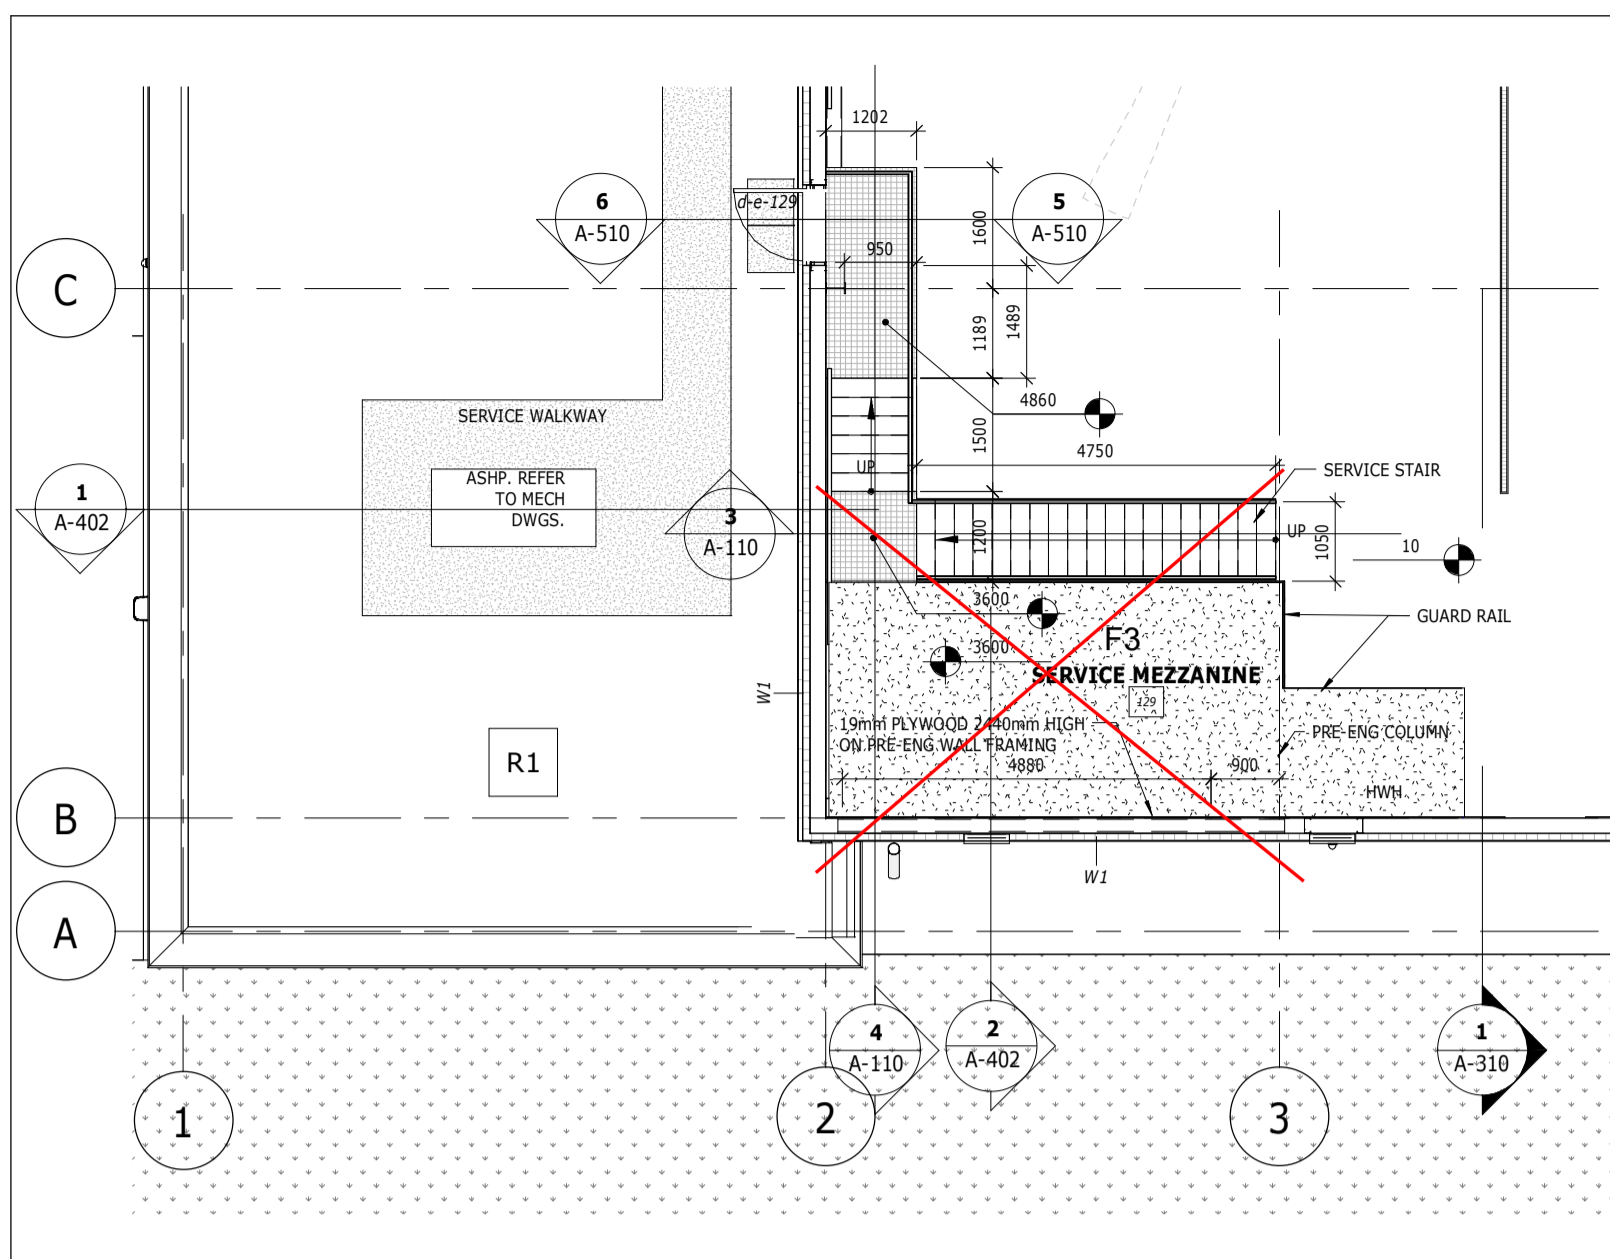 1202
6
A-510
d-e-129
5
A-510
1600
950
C
1189
1489
4860
SERVICE WALKWAY
1500
4750
UP
SERVICE STAIR
ASHP. REFER
TO MECH
DWGS.
1
A-402
3
A-110
1200
UP
1050
10
3600
GUARD RAIL
F3
3600
SERVICE MEZZANINE
W1
129
19mm PLYWOOD 2440mm HIGH
ON PRE-ENG WALL FRAMING
PRE-ENG COLUMN
R1
4880
900
HWH
B
W1
A
4
A-110
2
A-402
1
A-310
1
2
3